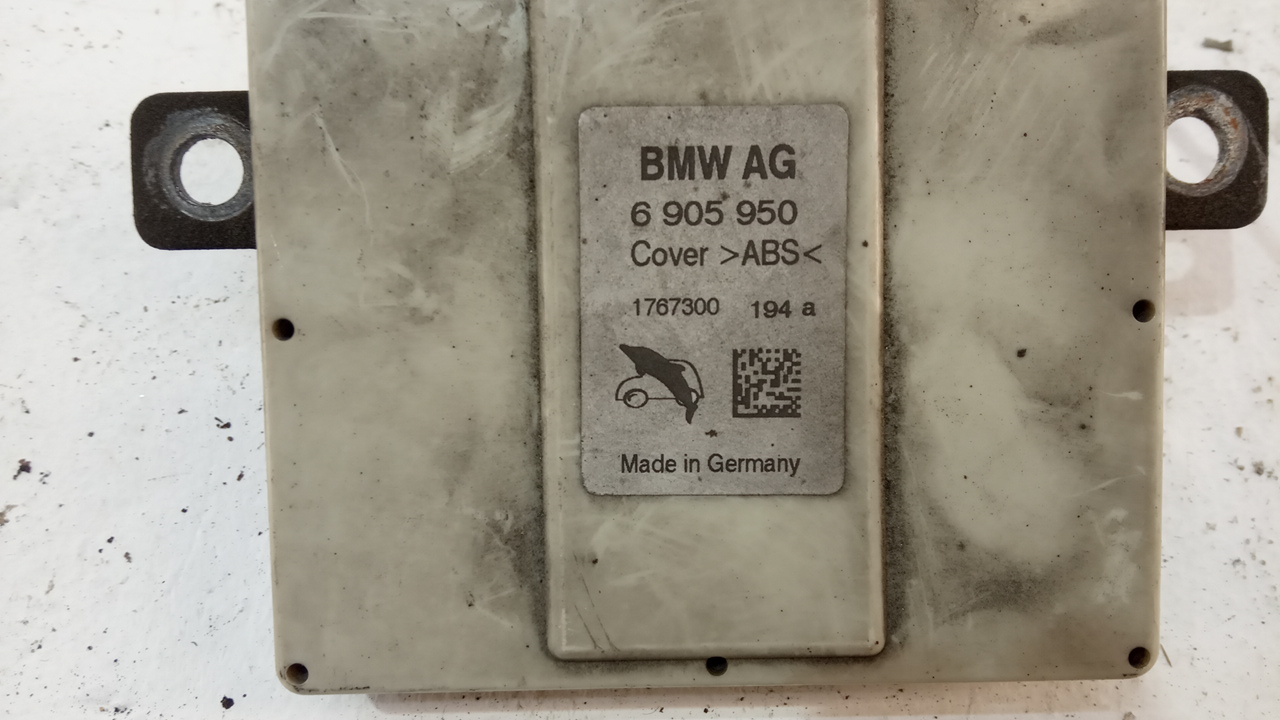 BMW AG
6 905 950
Cover >ABS<
1767300 194 a
Made in Germany